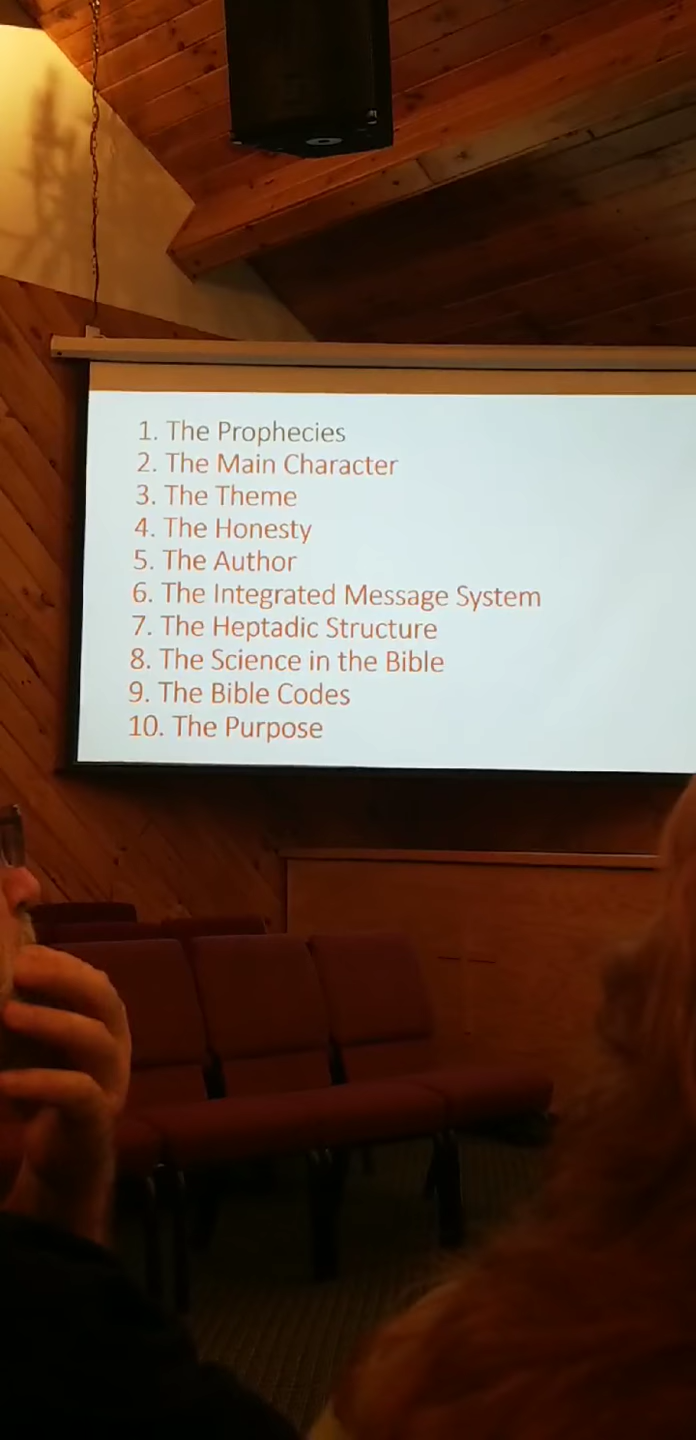 1. The Prophecies
2. The Main Character
3. The Theme
4. The Honesty
5. The Author
6. The Integrated Message System
7. The Heptadic Structure
8. The Science in the Bible
9. The Bible Codes
10. The Purpose